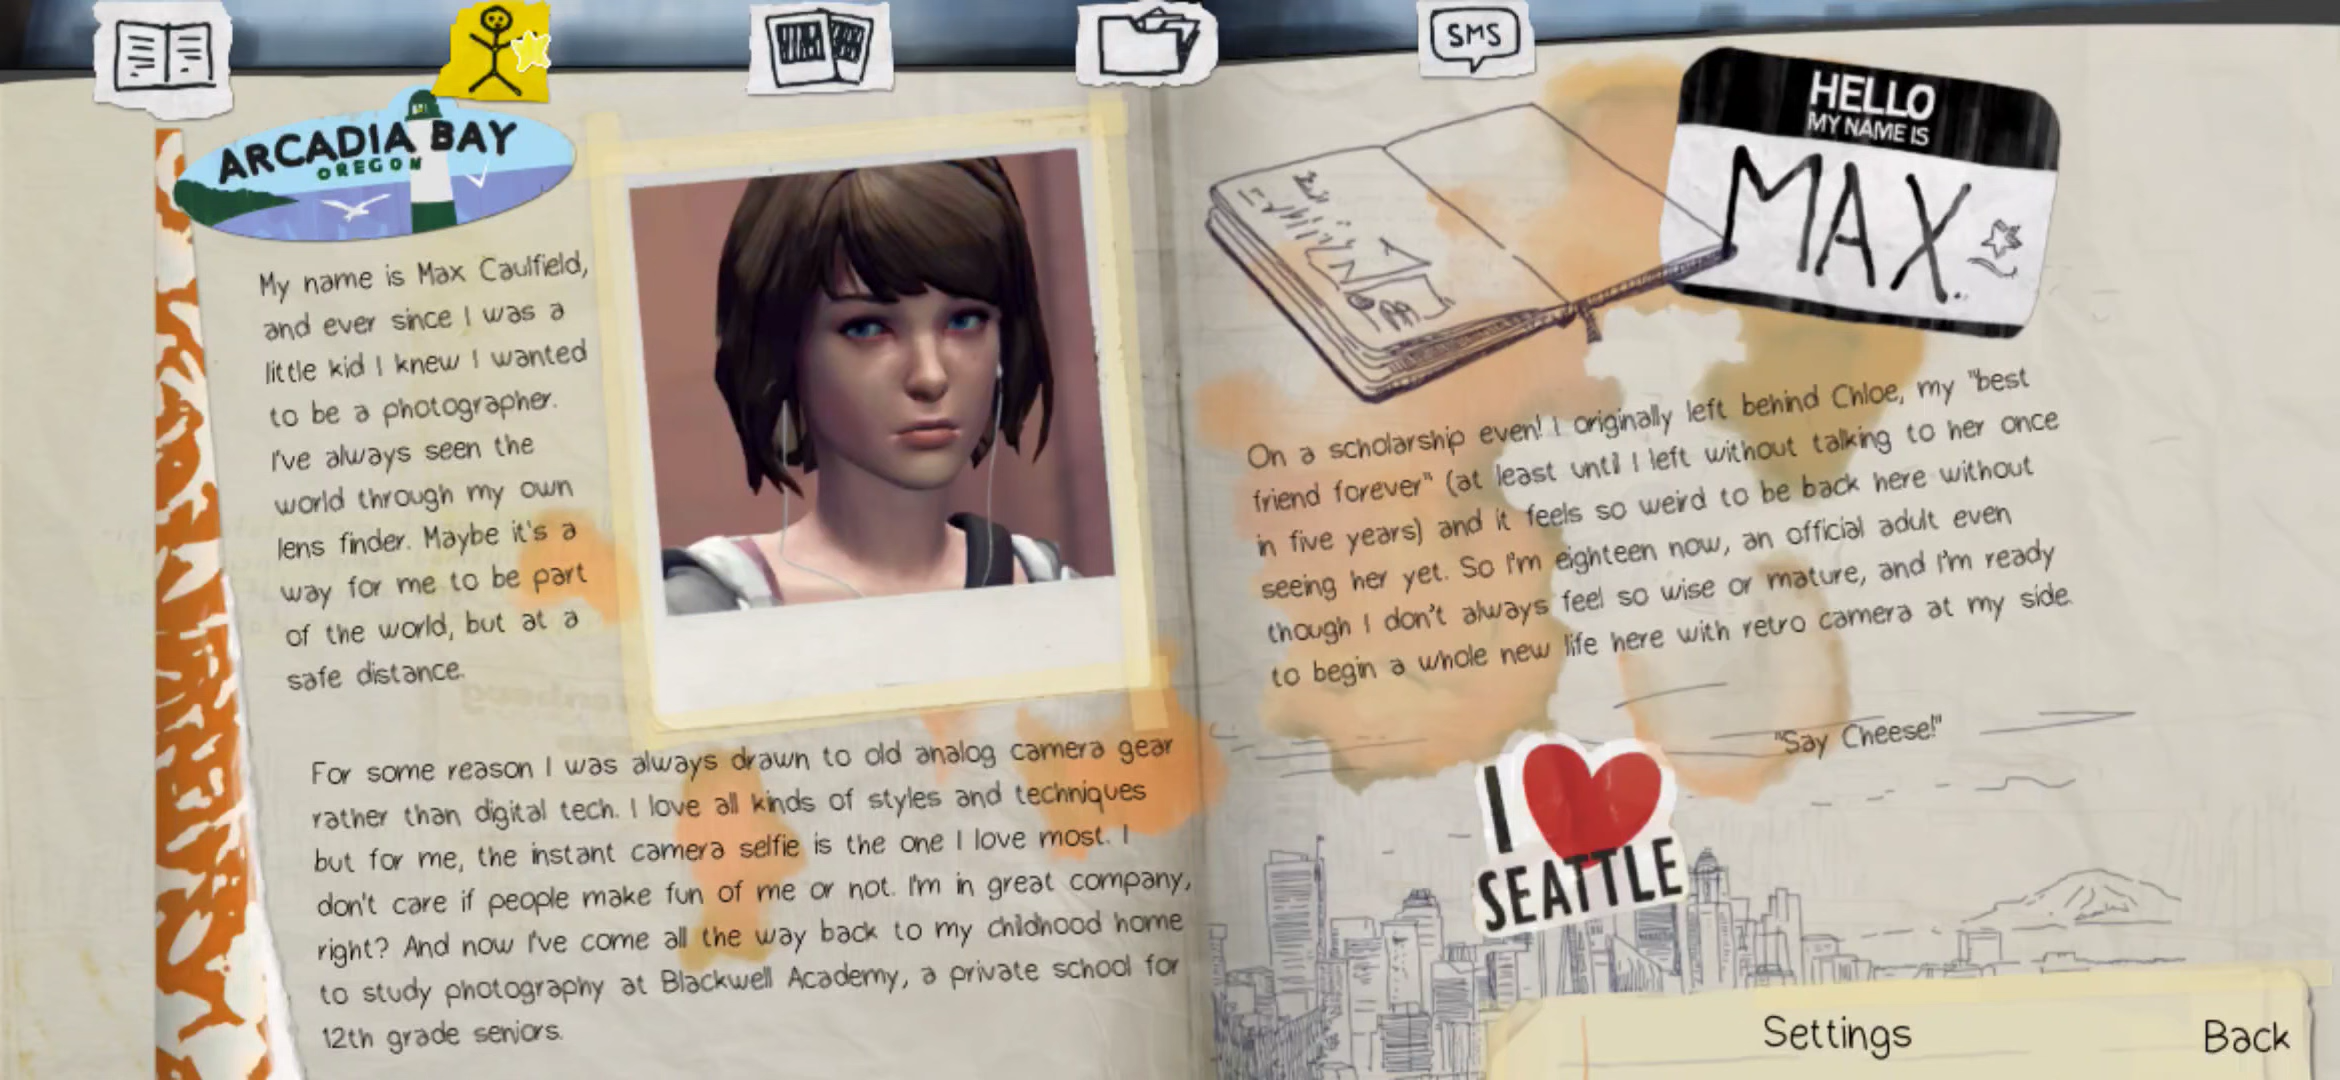 SMS
ARCADIA BAY
OREGON
My name is Max Caulfield,
and ever since I was a
little kid I knew I wanted
to be a photographer.
I've always seen the
world through my own
lens finder. Maybe it's a
way for me to be part
of the world, but at a
safe distance.
For some reason I was always drawn to old analog camera gear
rather than digital tech. I love all kinds of styles and techniques
but for me, the instant camera selfie is the one I love most. I
don't care if people make fun of me or not. I'm in great company,
right? And now I've come all the way back to my childhood home
to study photography at Blackwell Academy, a private school for
12th grade seniors.
HELLO
MY NAME IS
MAX.
On a scholarship even! I originally left behind Chloe, my "best
friend forever" (at least until I left without talking to her once
in five years) and it feels so weird to be back here without
seeing her yet. So I'm eighteen now, an official adult even
though I don't always feel so wise or mature, and I'm ready
to begin a whole new life here with retro camera at my side.
"Say Cheese!"
I
SEATTLE
Settings
Back